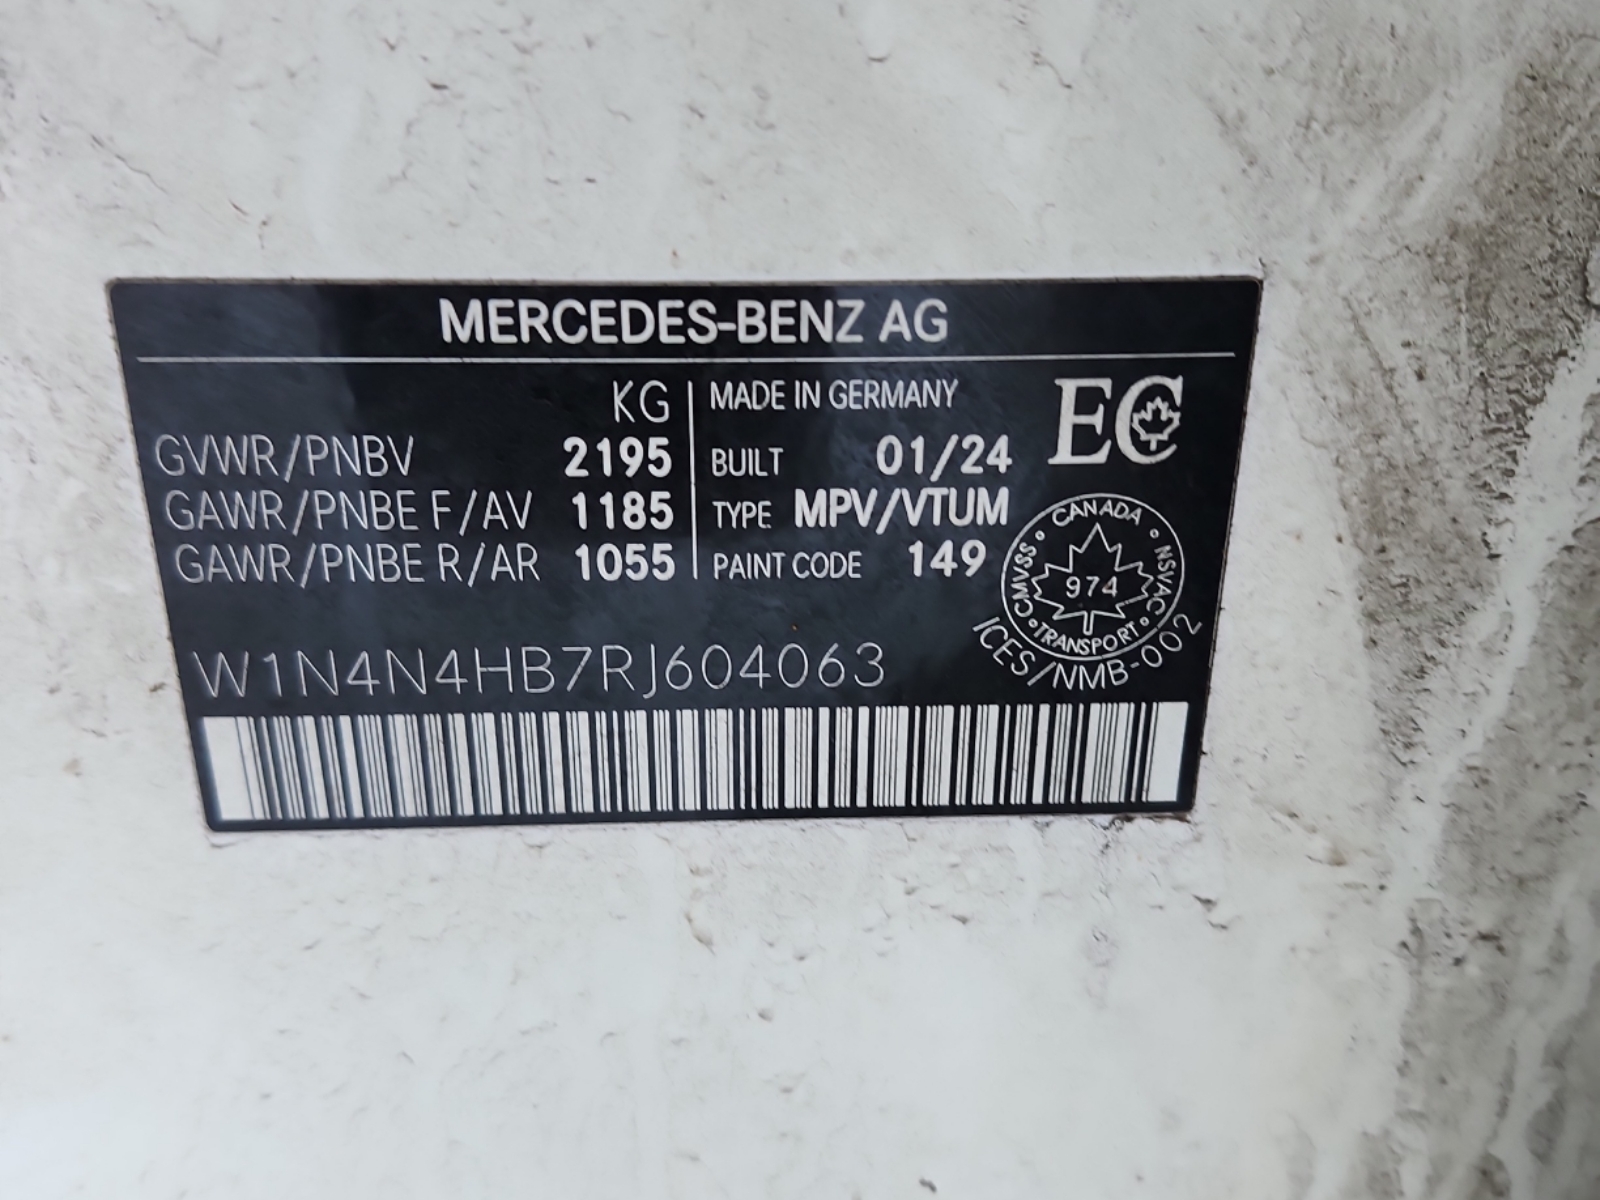 MERCEDES-BENZ AG
KG
GVWR/PNBV 2195
GAWR/PNBE F/AV 1185
GAWR/PNBE R/AR 1055
MADE IN GERMANY
BUILT 01/24
TYPE MPV/VTUM
PAINT CODE 149
EC
CANADA
CMVSS • NSVAC
974
TRANSPORT
ICES/NMB-002
W1N4N4HB7RJ604063